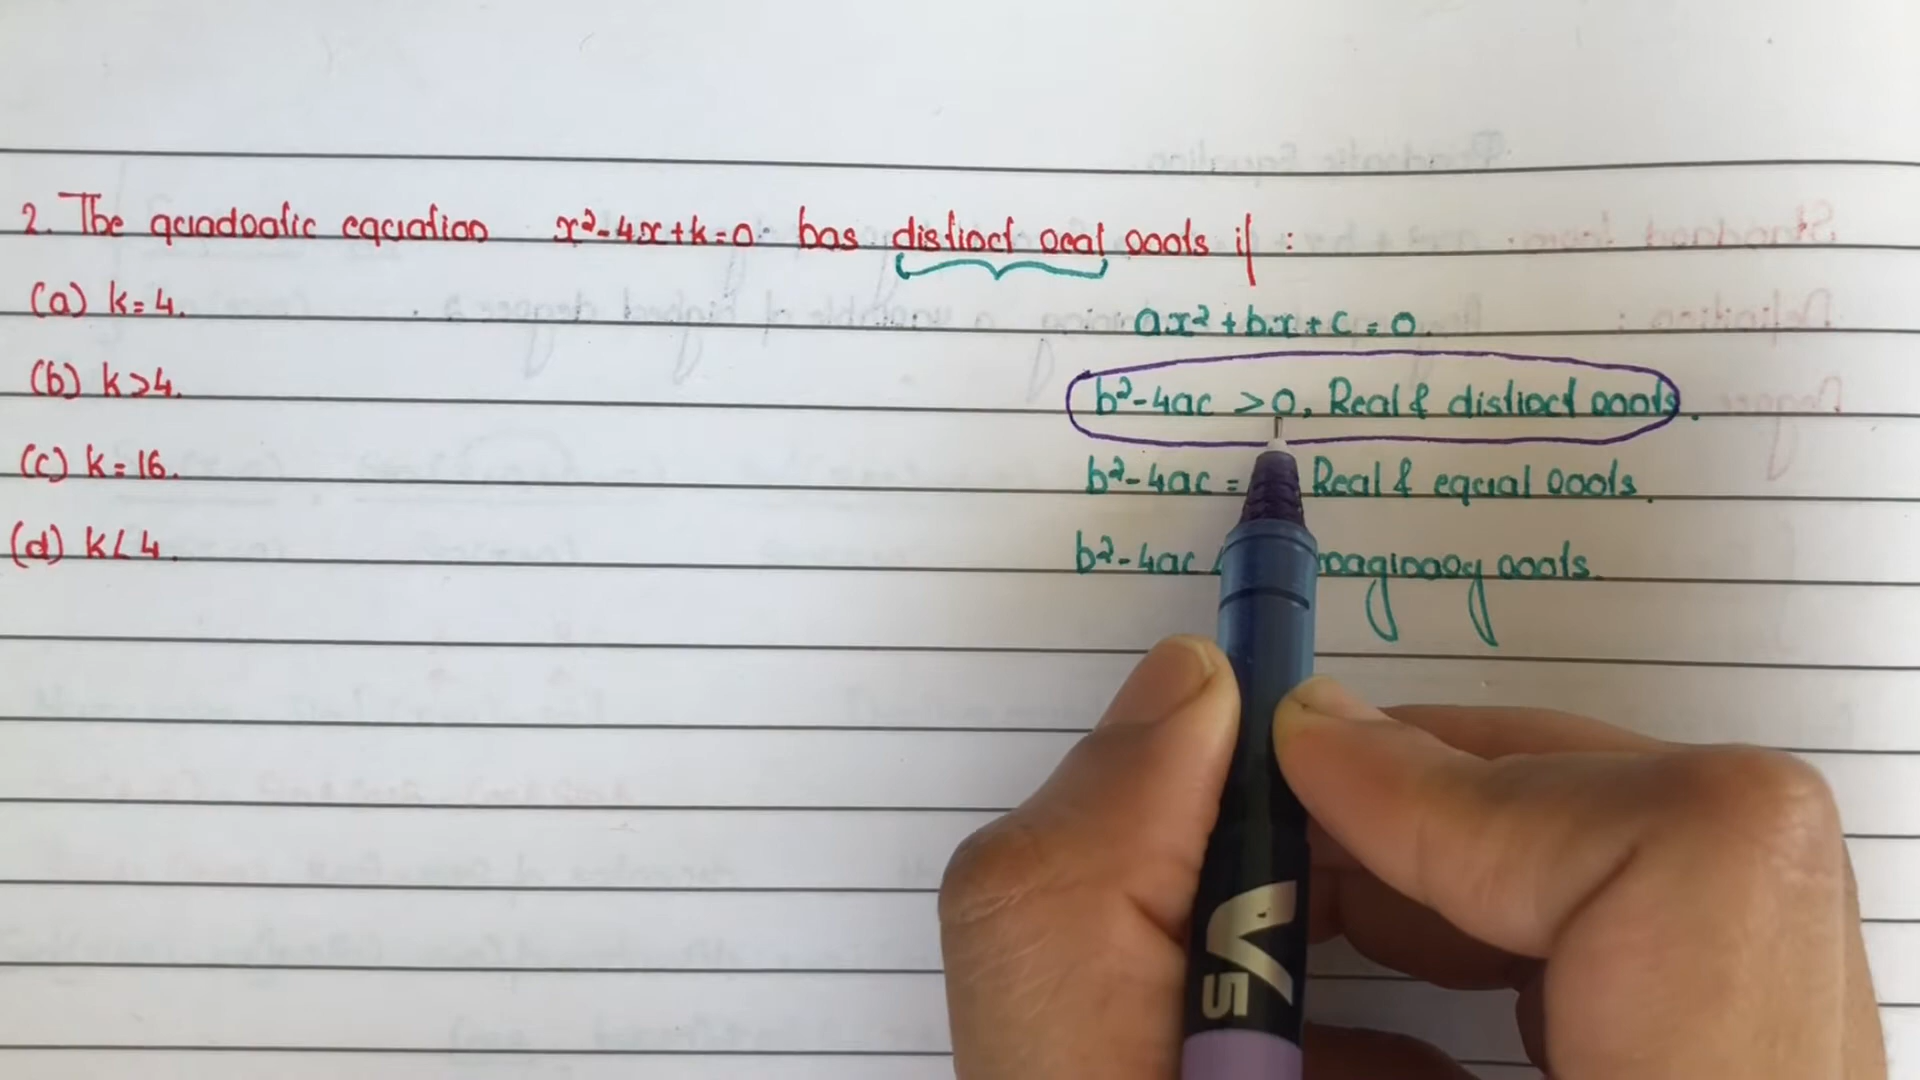 2. The quadratic equation x²-4x+k=0 has distinct real roots if :
(a) k=4.
(b) k>4.
(c) k=16.
(d) k<4.
ax²+bx+c=0.
b²-4ac >0, Real & distinct roots.
b²-4ac = Real & equal roots.
b²-4ac roots.
V5